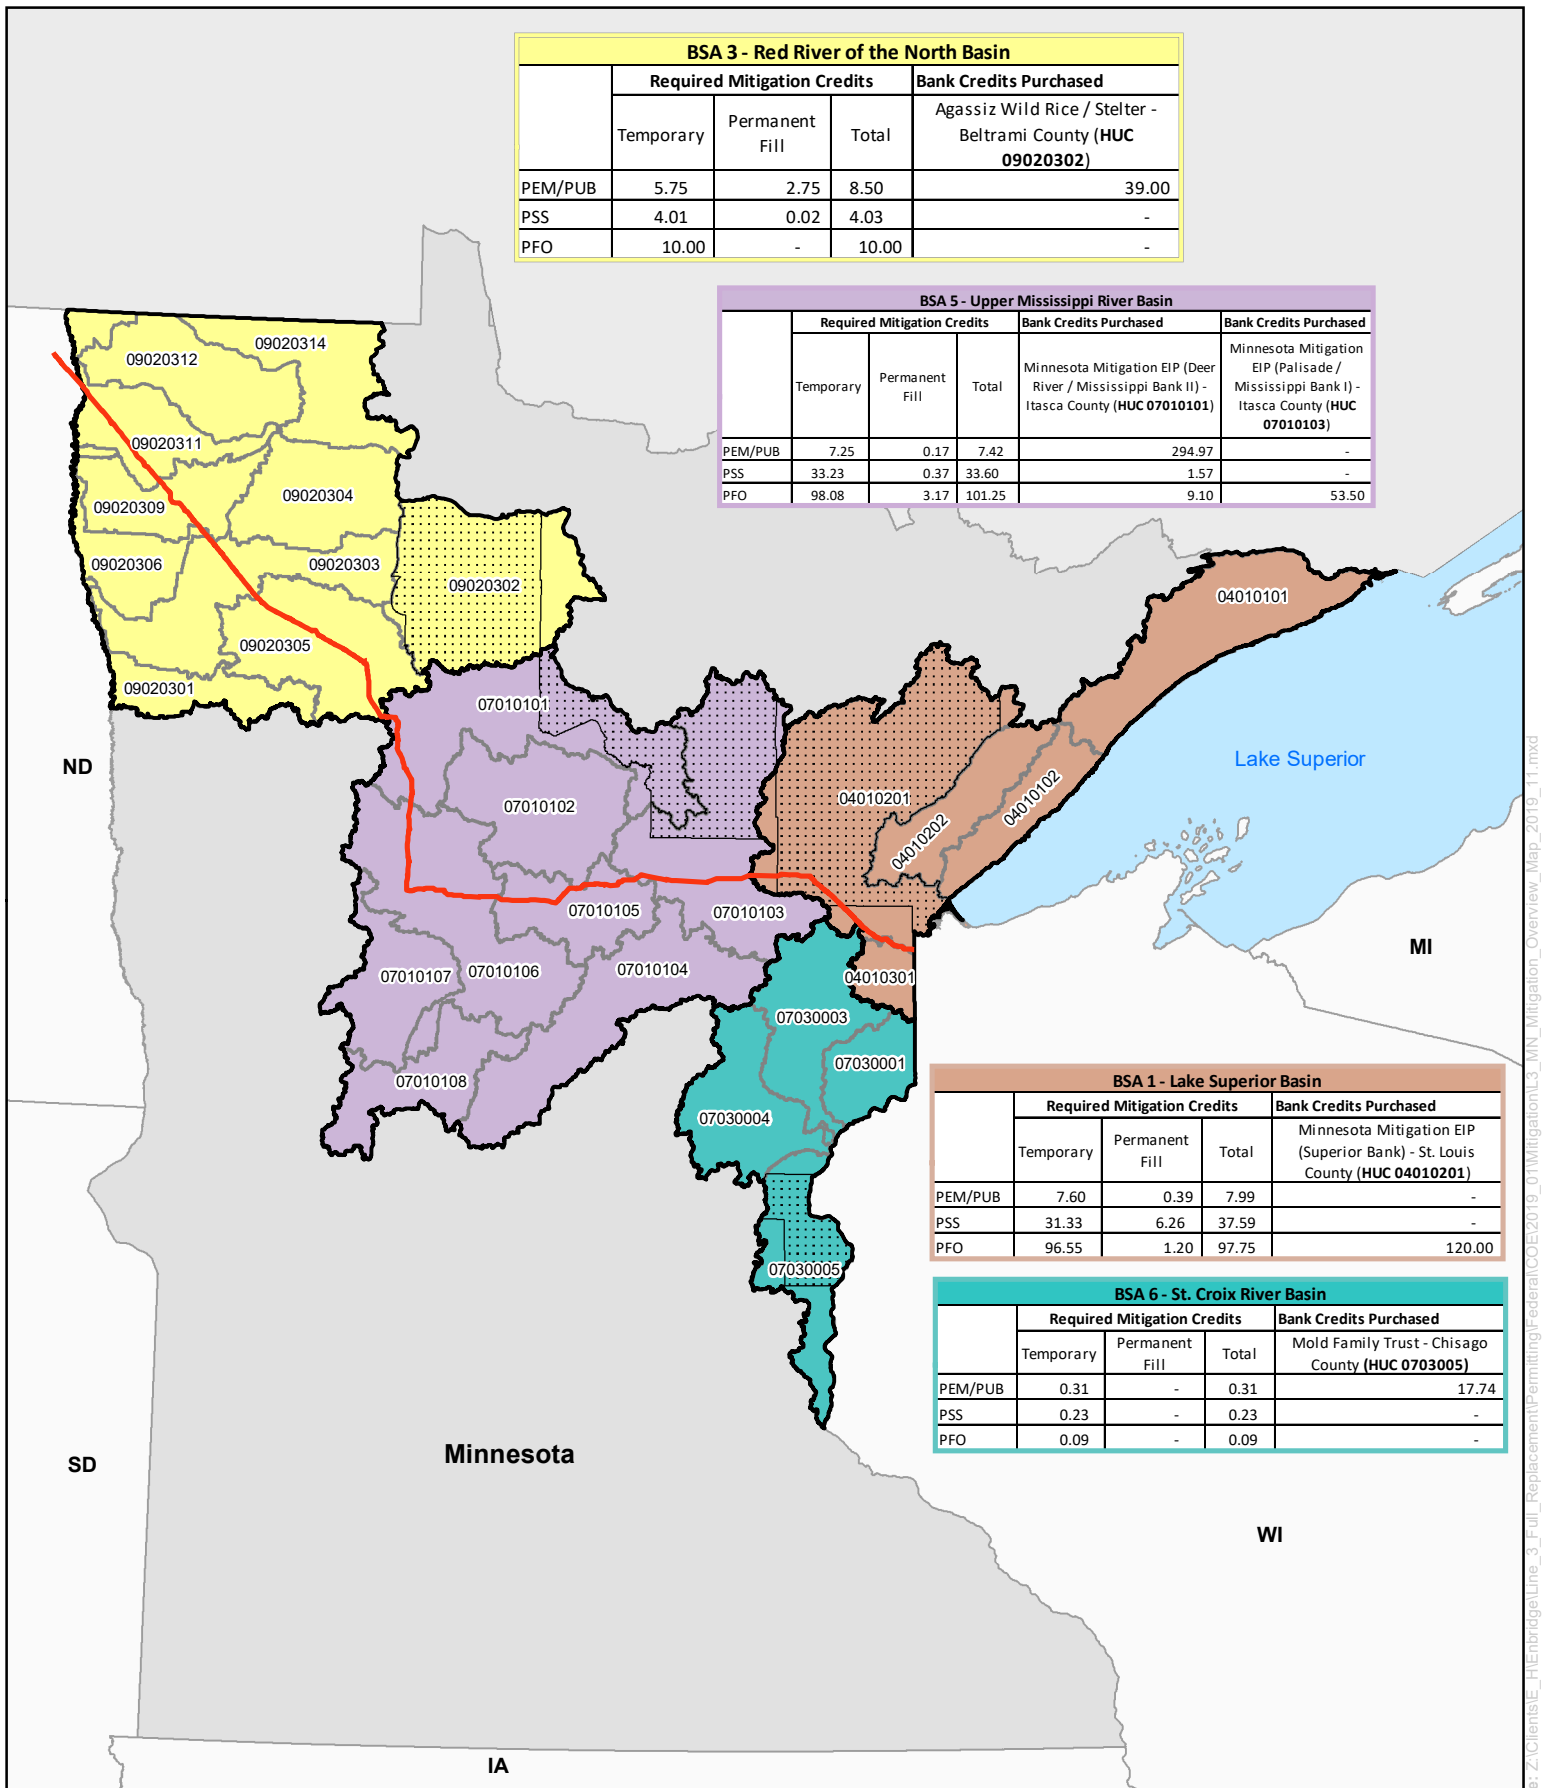 BSA 3 - Red River of the North Basin
Required Mitigation Credits Bank Credits Purchased
Temporary Permanent Fill Total Agassiz Wild Rice / Stelter - Beltrami County (HUC 09020302)
PEM/PUB 5.75 2.75 8.50 39.00
PSS 4.01 0.02 4.03 -
PFO 10.00 - 10.00 -
BSA 5 - Upper Mississippi River Basin
Required Mitigation Credits Bank Credits Purchased Bank Credits Purchased
Temporary Permanent Fill Total Minnesota Mitigation EIP (Deer River / Mississippi Bank II) - Itasca County (HUC 07010101) Minnesota Mitigation EIP (Palisade / Mississippi Bank I) - Itasca County (HUC 07010103)
PEM/PUB 7.25 0.17 7.42 294.97 -
PSS 33.23 0.37 33.60 1.57 -
PFO 98.08 3.17 101.25 9.10 53.50
09020312
09020314
09020311
09020304
09020309
09020306
09020303
09020302
09020305
09020301
04010101
07010101
07010102
04010201
04010202
04010102
07010105
07010103
07010107
07010106
07010104
04010301
07030003
07030001
07010108
07030004
07030005
ND
Lake Superior
MI
BSA 1 - Lake Superior Basin
Required Mitigation Credits Bank Credits Purchased
Temporary Permanent Fill Total Minnesota Mitigation EIP (Superior Bank) - St. Louis County (HUC 04010201)
PEM/PUB 7.60 0.39 7.99 -
PSS 31.33 6.26 37.59 -
PFO 96.55 1.20 97.75 120.00
BSA 6 - St. Croix River Basin
Required Mitigation Credits Bank Credits Purchased
Temporary Permanent Fill Total Mold Family Trust - Chisago County (HUC 0703005)
PEM/PUB 0.31 - 0.31 17.74
PSS 0.23 - 0.23 -
PFO 0.09 - 0.09 -
Minnesota
SD
WI
IA
e: Z:\Clients\E_H\Enbridge\Line_3_Full_Replacement\Permitting\Federal\COE\2019_01\Mitigation\L3_MN_Mitigation_Overview_Map_2019_11.mxd